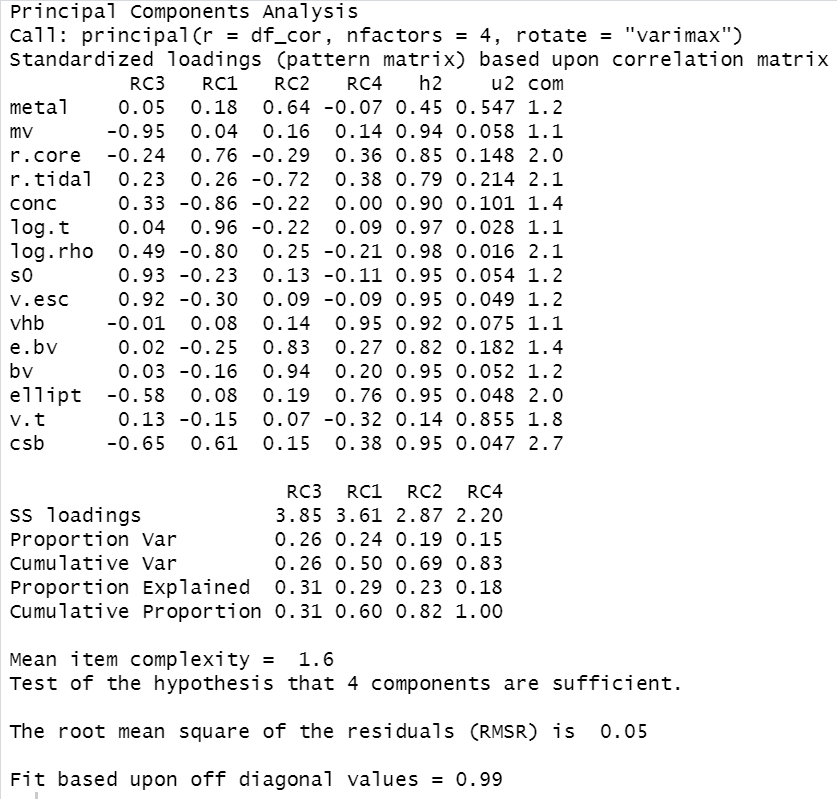 Principal Components Analysis
Call: principal(r = df_cor, nfactors = 4, rotate = "varimax")
Standardized loadings (pattern matrix) based upon correlation matrix
          RC3   RC1   RC2   RC4   h2    u2 com
metal    0.05  0.18  0.64 -0.07 0.45 0.547 1.2
mv      -0.95  0.04  0.16  0.14 0.94 0.058 1.1
r.core  -0.24  0.76 -0.29  0.36 0.85 0.148 2.0
r.tidal  0.23  0.26 -0.72  0.38 0.79 0.214 2.1
conc     0.33 -0.86 -0.22  0.00 0.90 0.101 1.4
log.t    0.04  0.96 -0.22  0.09 0.97 0.028 1.1
log.rho  0.49 -0.80  0.25 -0.21 0.98 0.016 2.1
s0       0.93 -0.23  0.13 -0.11 0.95 0.054 1.2
v.esc    0.92 -0.30  0.09 -0.09 0.95 0.049 1.2
vhb     -0.01  0.08  0.14  0.95 0.92 0.075 1.1
e.bv     0.02 -0.25  0.83  0.27 0.82 0.182 1.4
bv       0.03 -0.16  0.94  0.20 0.95 0.052 1.2
ellipt  -0.58  0.08  0.19  0.76 0.95 0.048 2.0
v.t      0.13 -0.15  0.07 -0.32 0.14 0.855 1.8
csb     -0.65  0.61  0.15  0.38 0.95 0.047 2.7
                       RC3  RC1  RC2  RC4
SS loadings           3.85 3.61 2.87 2.20
Proportion Var        0.26 0.24 0.19 0.15
Cumulative Var        0.26 0.50 0.69 0.83
Proportion Explained  0.31 0.29 0.23 0.18
Cumulative Proportion 0.31 0.60 0.82 1.00
Mean item complexity =  1.6
Test of the hypothesis that 4 components are sufficient.
The root mean square of the residuals (RMSR) is  0.05
Fit based upon off diagonal values = 0.99